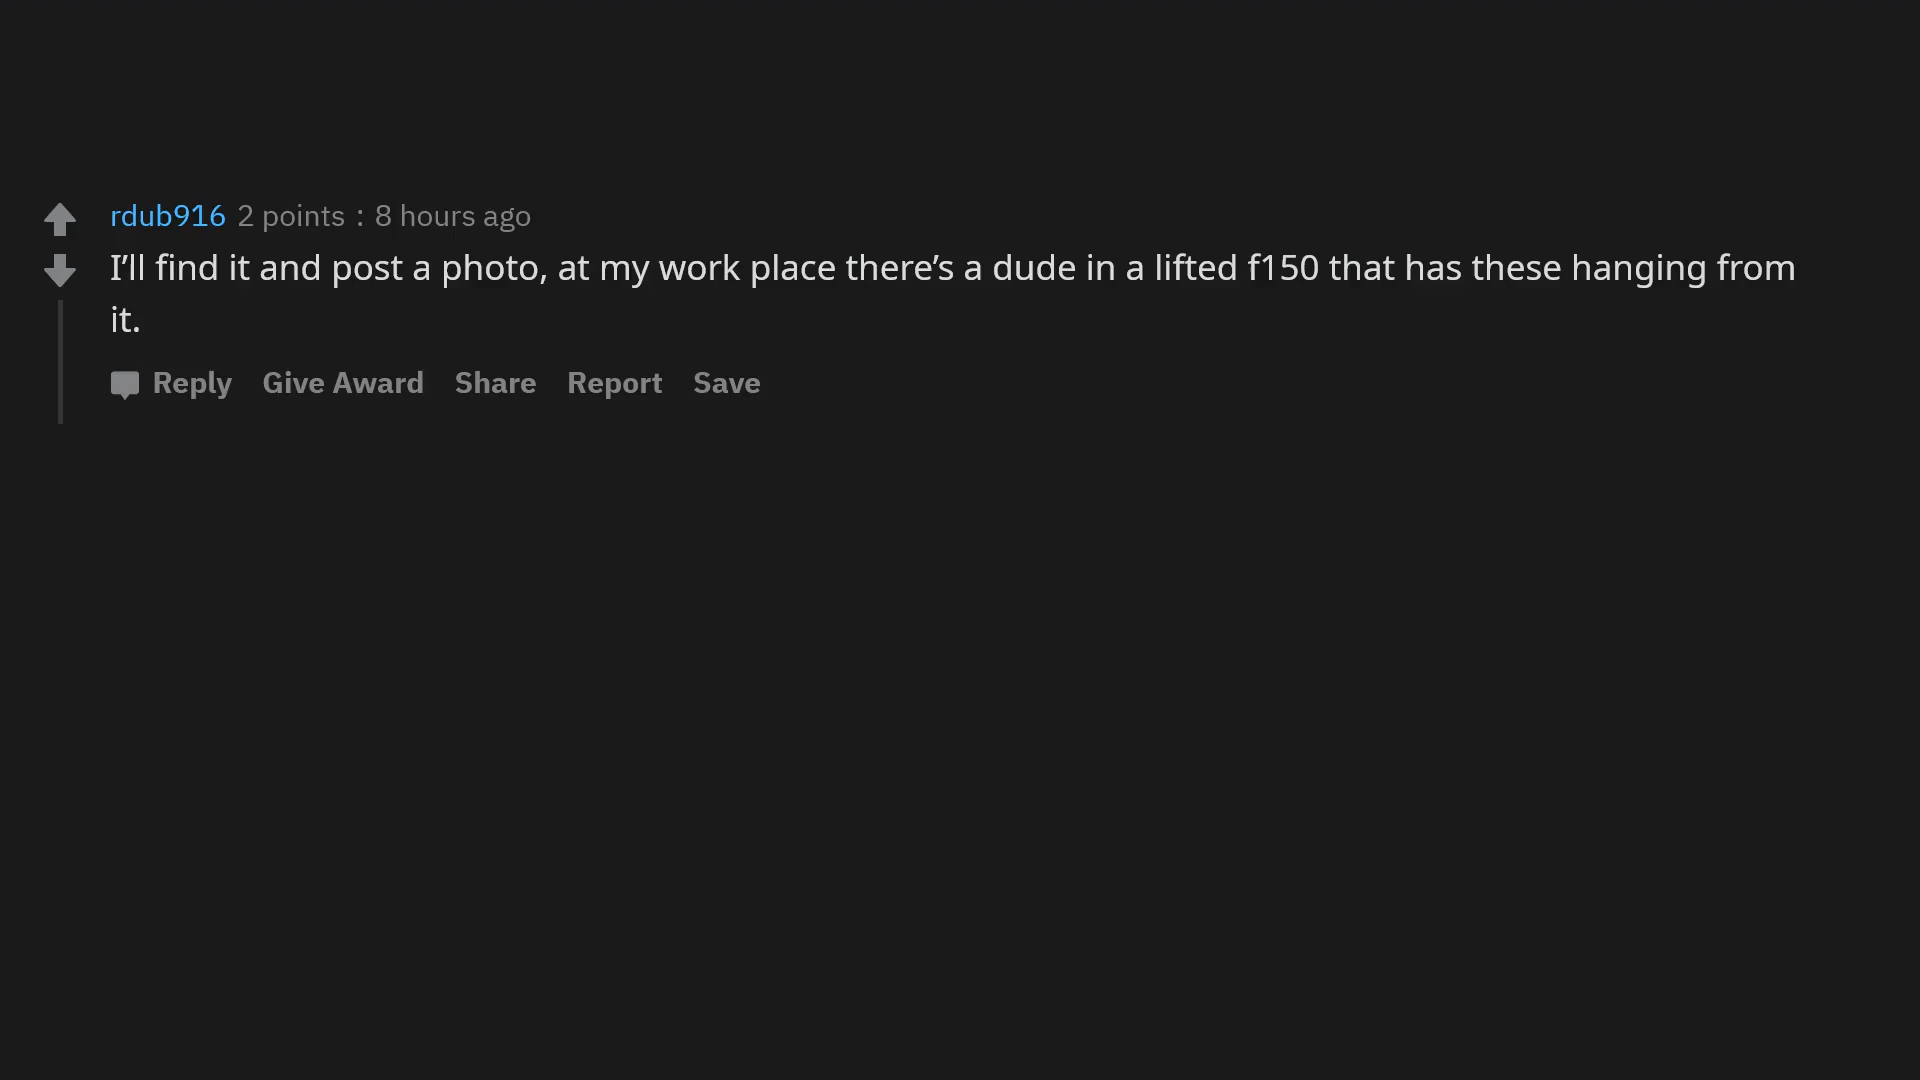 rdub916 2 points : 8 hours ago
I’ll find it and post a photo, at my work place there’s a dude in a lifted f150 that has these hanging from
it.
Reply Give Award Share Report Save